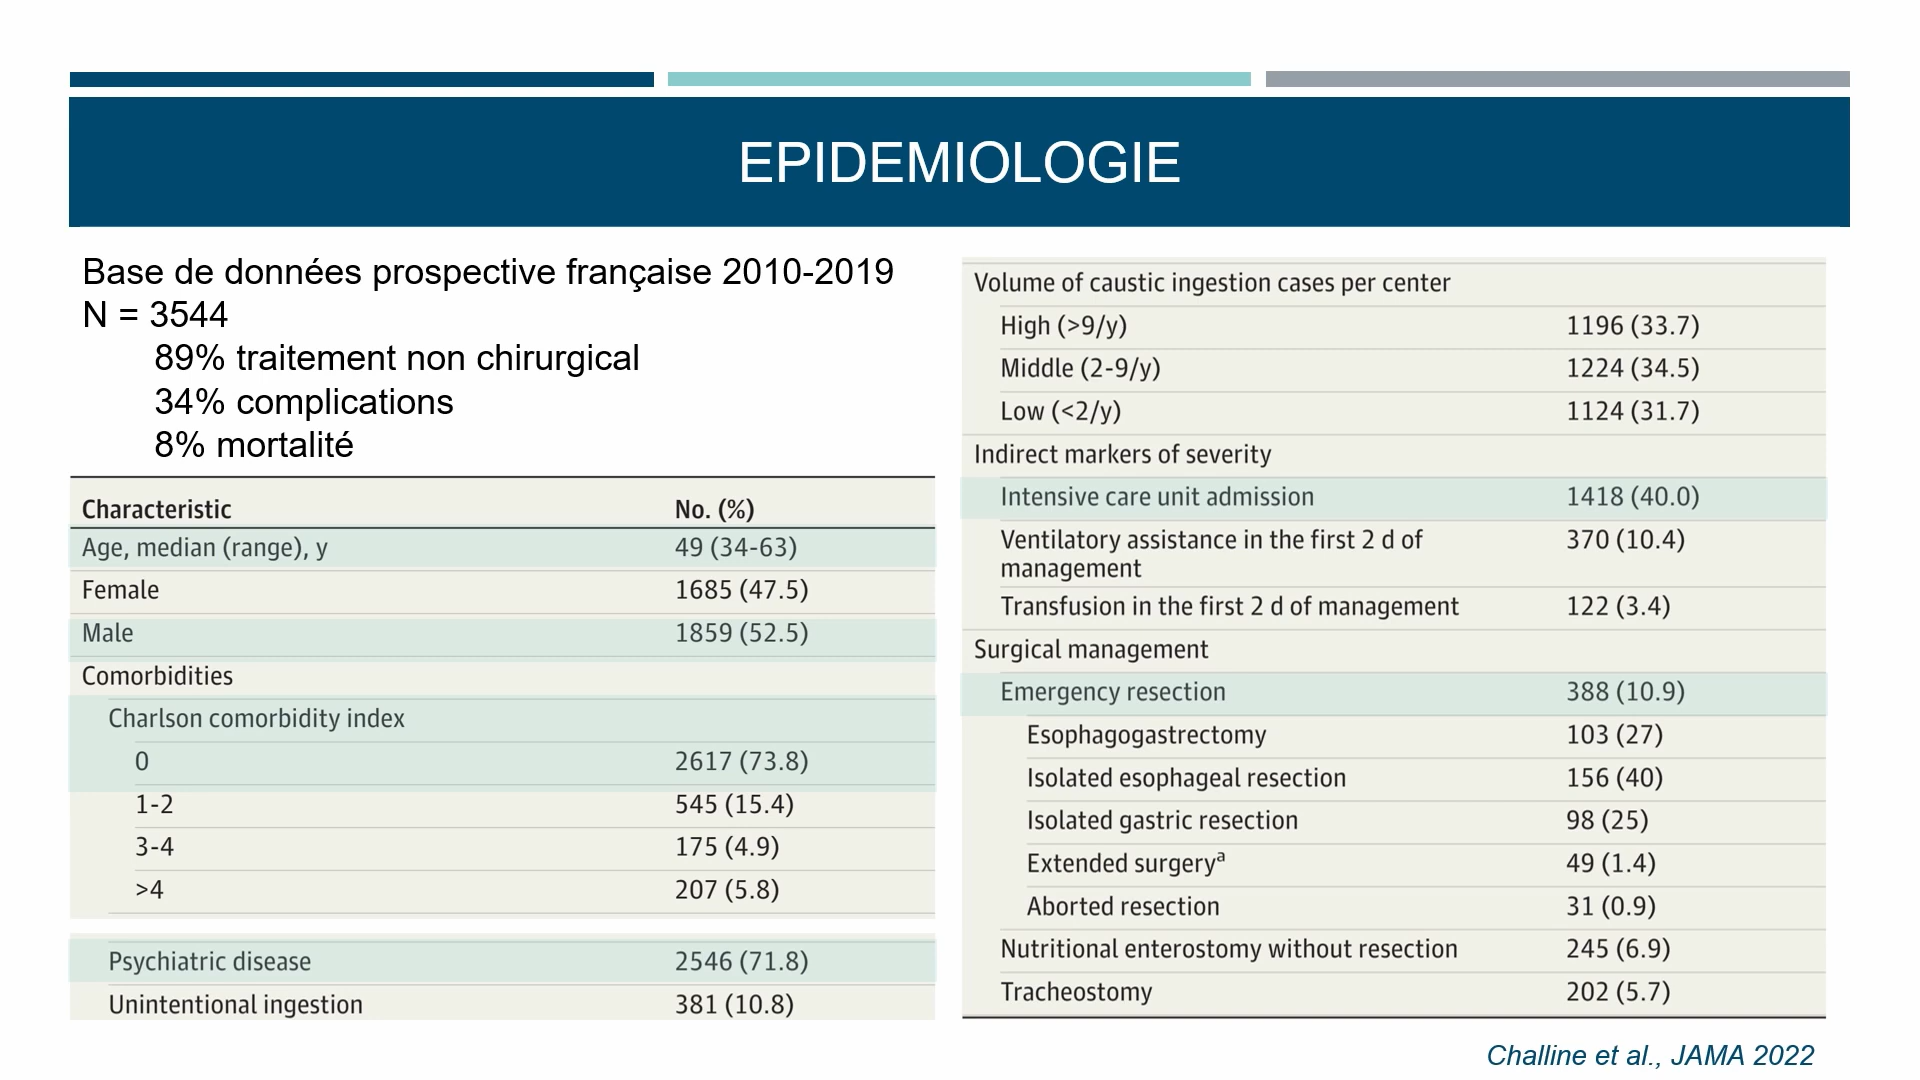 EPIDEMIOLOGIE
Base de données prospective française 2010-2019
N = 3544
89% traitement non chirurgical
34% complications
8% mortalité
Characteristic No. (%)
Age, median (range), y 49 (34-63)
Female 1685 (47.5)
Male 1859 (52.5)
Comorbidities
Charlson comorbidity index
0 2617 (73.8)
1-2 545 (15.4)
3-4 175 (4.9)
>4 207 (5.8)
Psychiatric disease 2546 (71.8)
Unintentional ingestion 381 (10.8)
Volume of caustic ingestion cases per center
High (>9/y) 1196 (33.7)
Middle (2-9/y) 1224 (34.5)
Low (<2/y) 1124 (31.7)
Indirect markers of severity
Intensive care unit admission 1418 (40.0)
Ventilatory assistance in the first 2 d of 370 (10.4)
management
Transfusion in the first 2 d of management 122 (3.4)
Surgical management
Emergency resection 388 (10.9)
Esophagogastrectomy 103 (27)
Isolated esophageal resection 156 (40)
Isolated gastric resection 98 (25)
Extended surgeryᵃ 49 (1.4)
Aborted resection 31 (0.9)
Nutritional enterostomy without resection 245 (6.9)
Tracheostomy 202 (5.7)
Challine et al., JAMA 2022